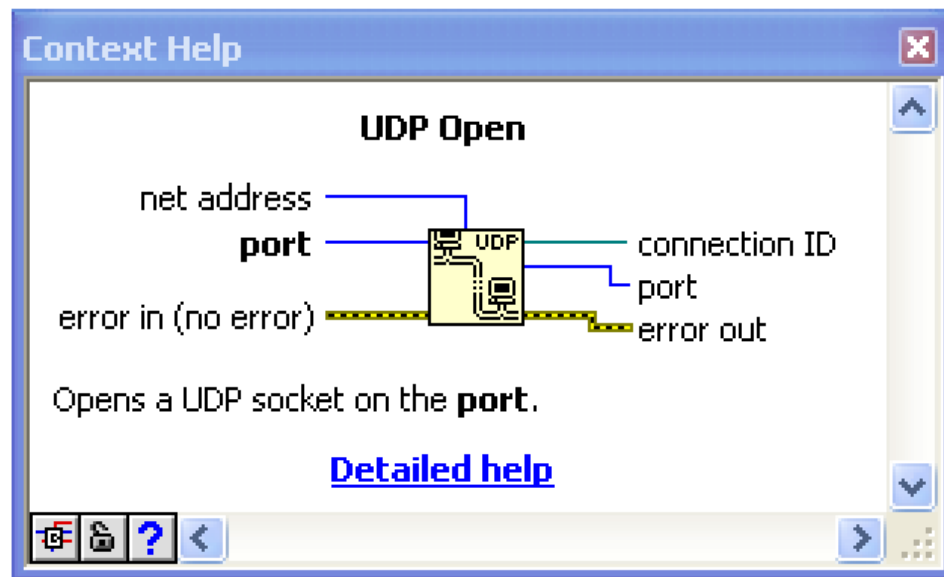 Context Help
UDP Open
net address
port
error in (no error)
UDP
connection ID
port
error out
Opens a UDP socket on the port.
Detailed help
?